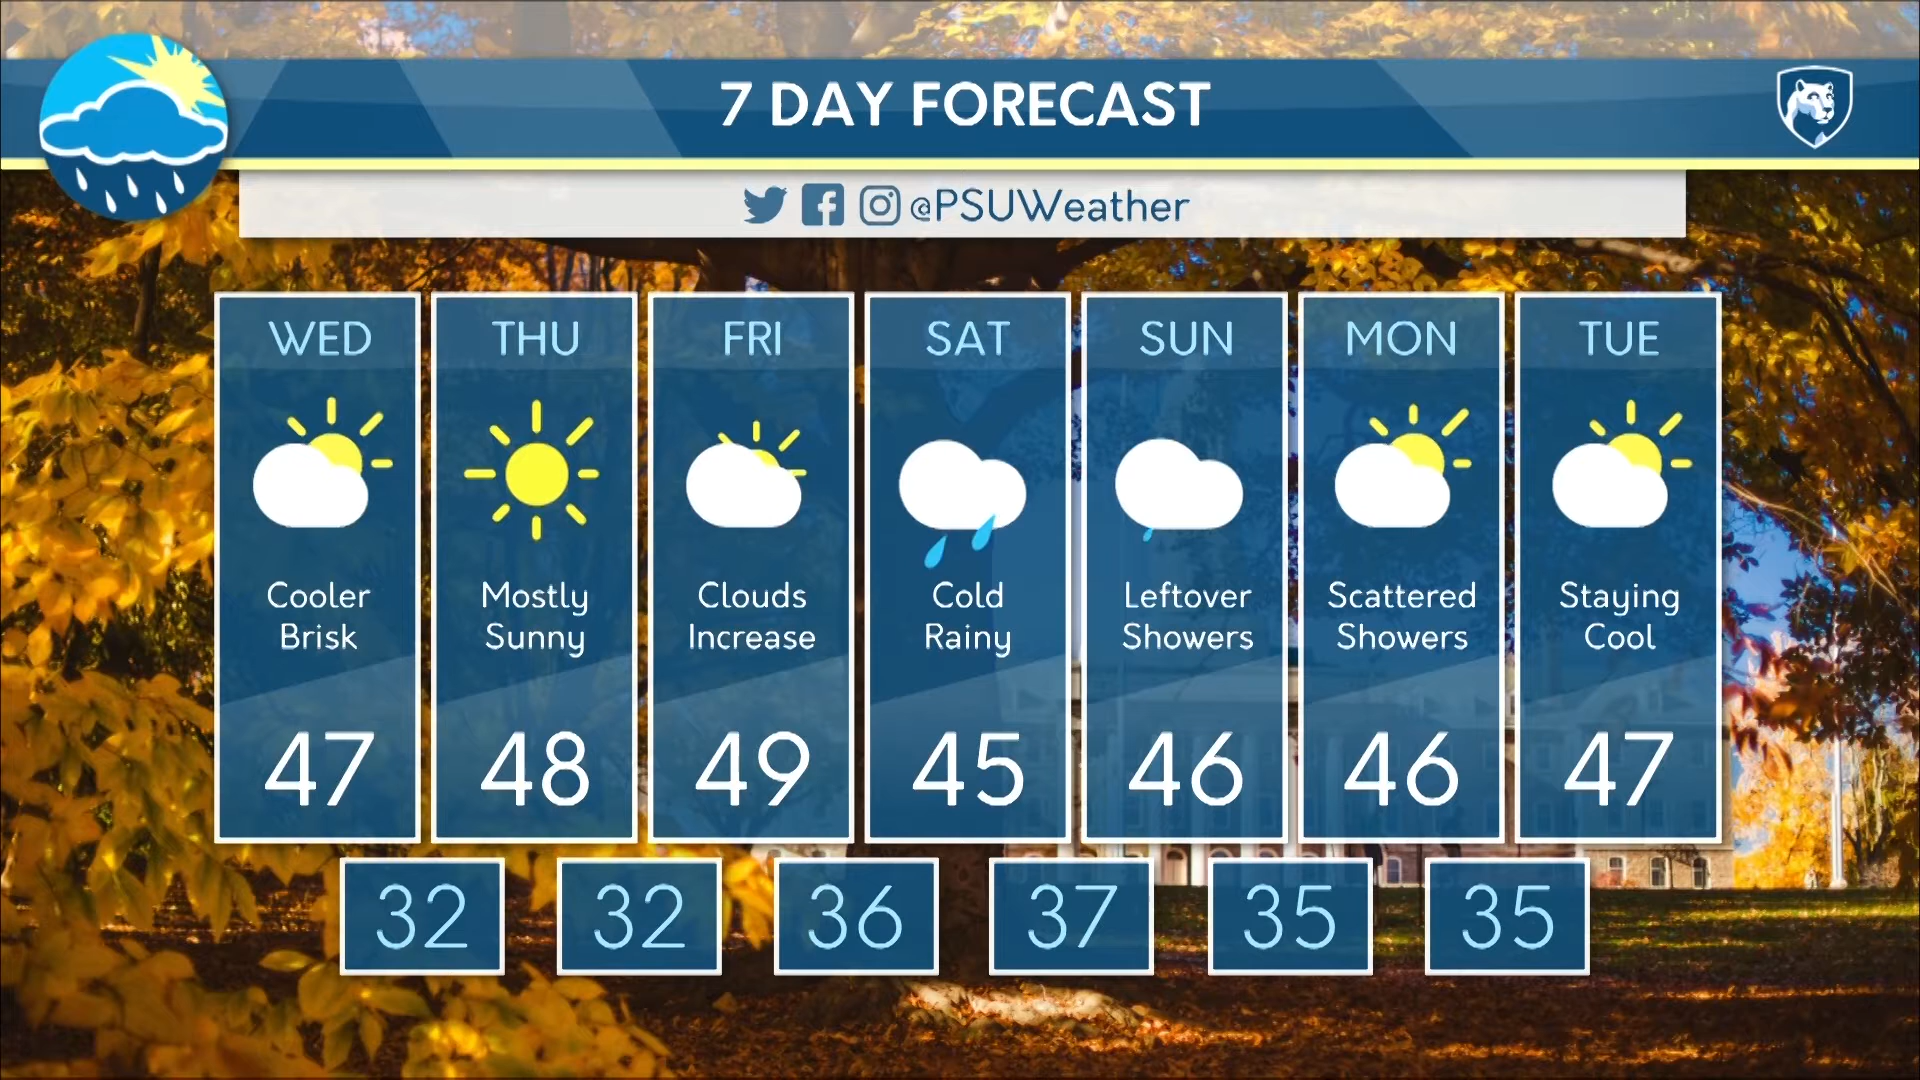 7 DAY FORECAST
@PSUWeather
WED
THU
FRI
SAT
SUN
MON
TUE
Cooler
Brisk
Mostly
Sunny
Clouds
Increase
Cold
Rainy
Leftover
Showers
Scattered
Showers
Staying
Cool
47
48
49
45
46
46
47
32
32
36
37
35
35